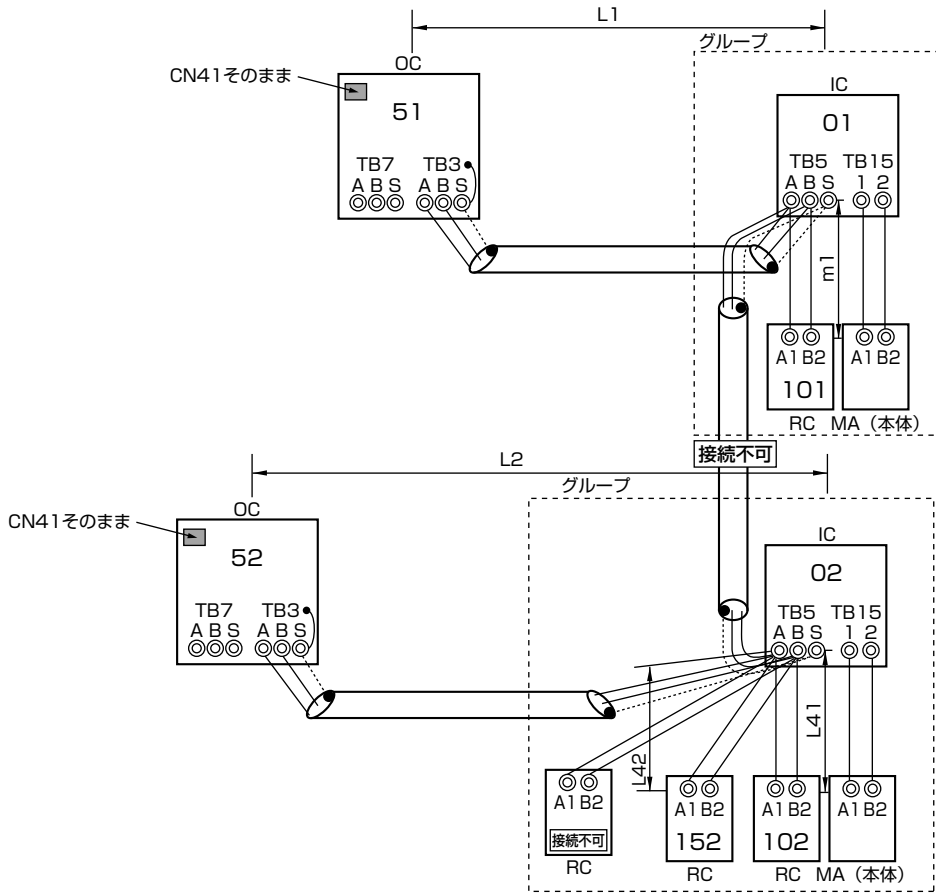 L1
グループ
OC
CN41そのまま
IC
51
01
TB7 TB3
TB5 TB15
A B S A B S
A B S 1 2
m1
A1 B2 A1 B2
101
RC MA（本体）
接続不可
L2
グループ
OC
CN41そのまま
IC
52
02
TB7 TB3
TB5 TB15
A B S A B S
A B S 1 2
L42
L41
A1 B2 A1 B2 A1 B2 A1 B2
接続不可 152 102
RC RC RC MA（本体）